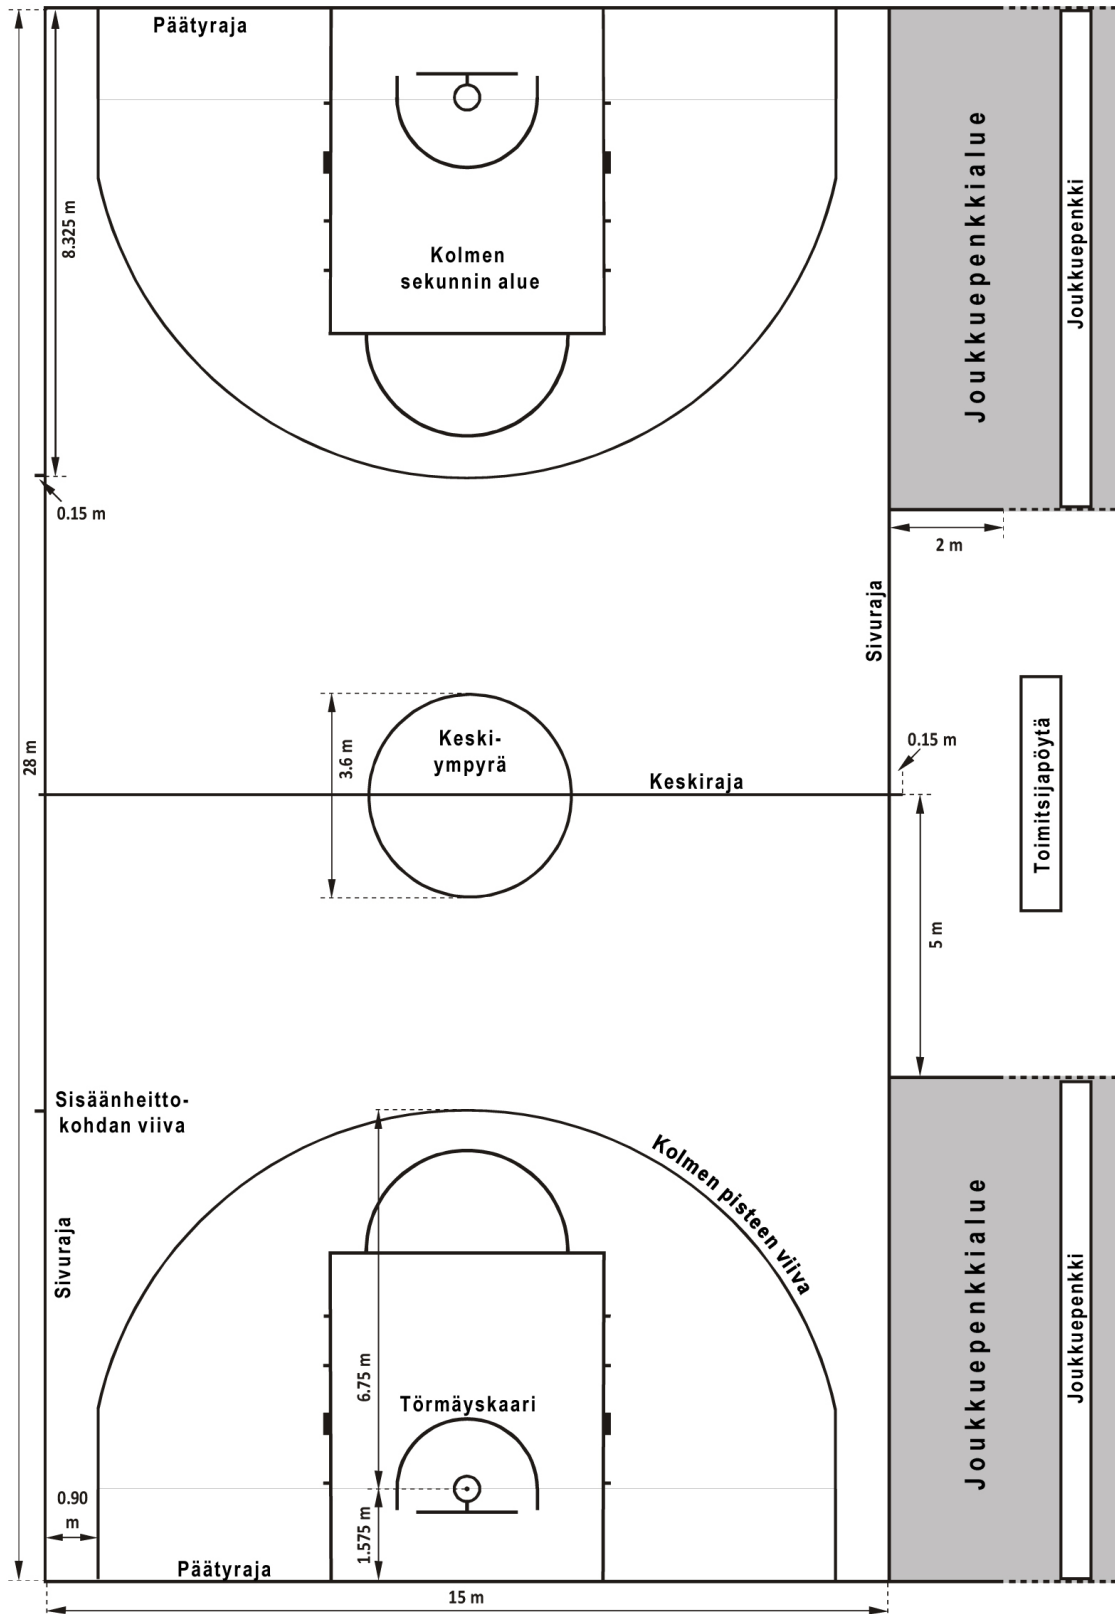 Päätyraja
8.325 m
Kolmen
sekunnin alue
Joukkuepenkkialue
Joukkuepenkki
0.15 m
2 m
Sivuraja
28 m
3.6 m
Keski-
ympyrä
Keskiraja
0.15 m
Toimitsijapöytä
5 m
Sisäänheitto-
kohdan viiva
Kolmen pisteen viiva
Sivuraja
6.75 m
Törmäyskaari
Joukkuepenkkialue
Joukkuepenkki
0.90
m
1.575 m
Päätyraja
15 m